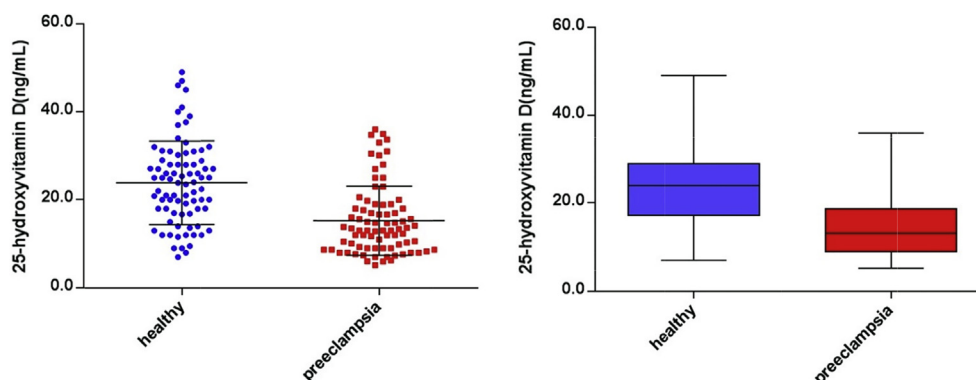 25-hydroxyvitamin D(ng/mL)
60.0
40.0
20.0
0.0
healthy
preeclampsia
25-hydroxyvitamin D(ng/mL)
60.0
40.0
20.0
0.0
healthy
preeclampsia